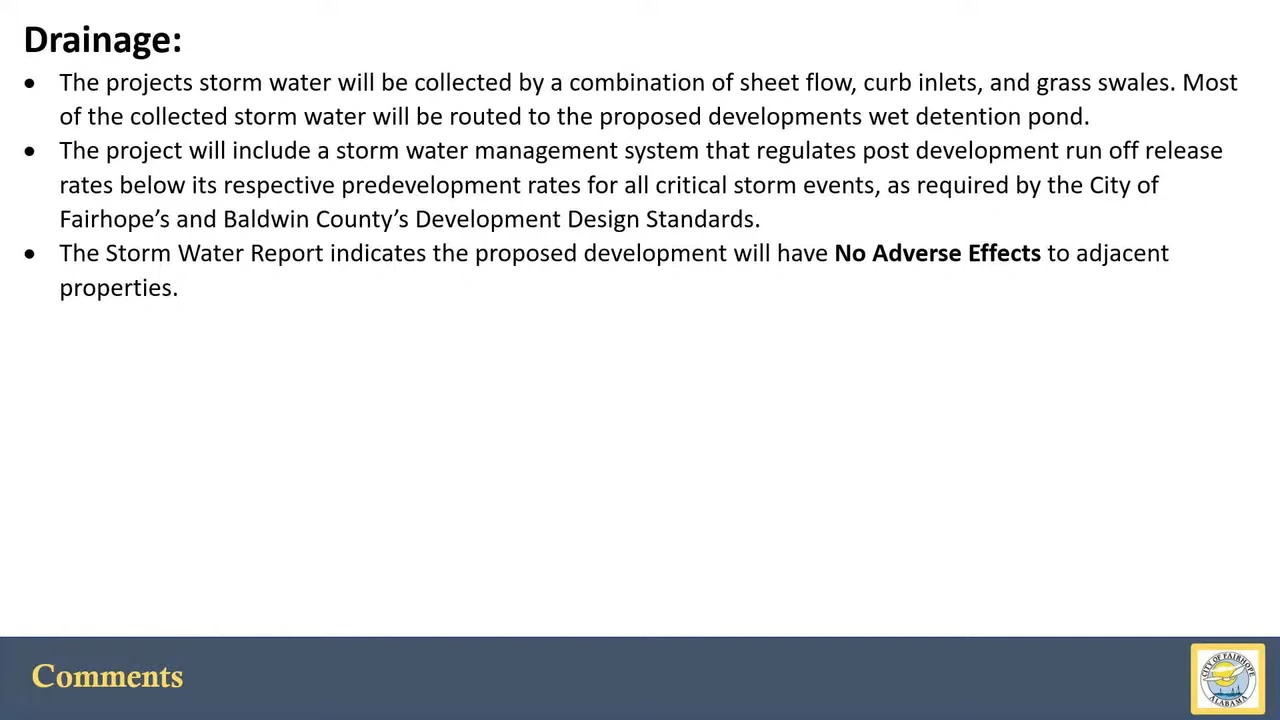 Drainage:
• The projects storm water will be collected by a combination of sheet flow, curb inlets, and grass swales. Most
of the collected storm water will be routed to the proposed developments wet detention pond.
• The project will include a storm water management system that regulates post development run off release
rates below its respective predevelopment rates for all critical storm events, as required by the City of
Fairhope’s and Baldwin County’s Development Design Standards.
• The Storm Water Report indicates the proposed development will have No Adverse Effects to adjacent
properties.
Comments
CITY OF FAIRHOPE
ALABAMA